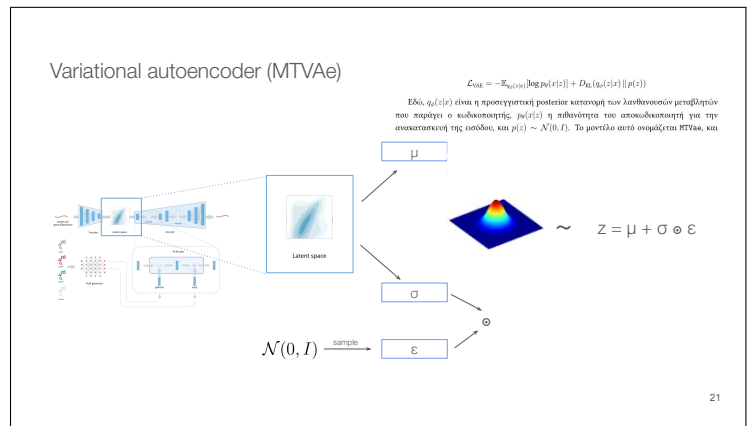 Variational autoencoder (MTVAe)
ℒ_VAE = −𝔼_{q_φ(z|x)}[log p_θ(x|z)] + D_KL(q_φ(z|x) ∥ p(z))
Εδώ, q_φ(z|x) είναι η προσεγγιστική posterior κατανομή των λανθανουσών μεταβλητών
που παράγει ο κωδικοποιητής, p_θ(x|z) η πιθανότητα του αποκωδικοποιητή για την
ανακατασκευή της εισόδου, και p(z) ∼ 𝒩(0, I). Το μοντέλο αυτό ονομάζεται MTVae, και
μ
Latent space
∼ z = μ + σ ⊙ ε
σ
⊙
𝒩(0, I)
sample
ε
21